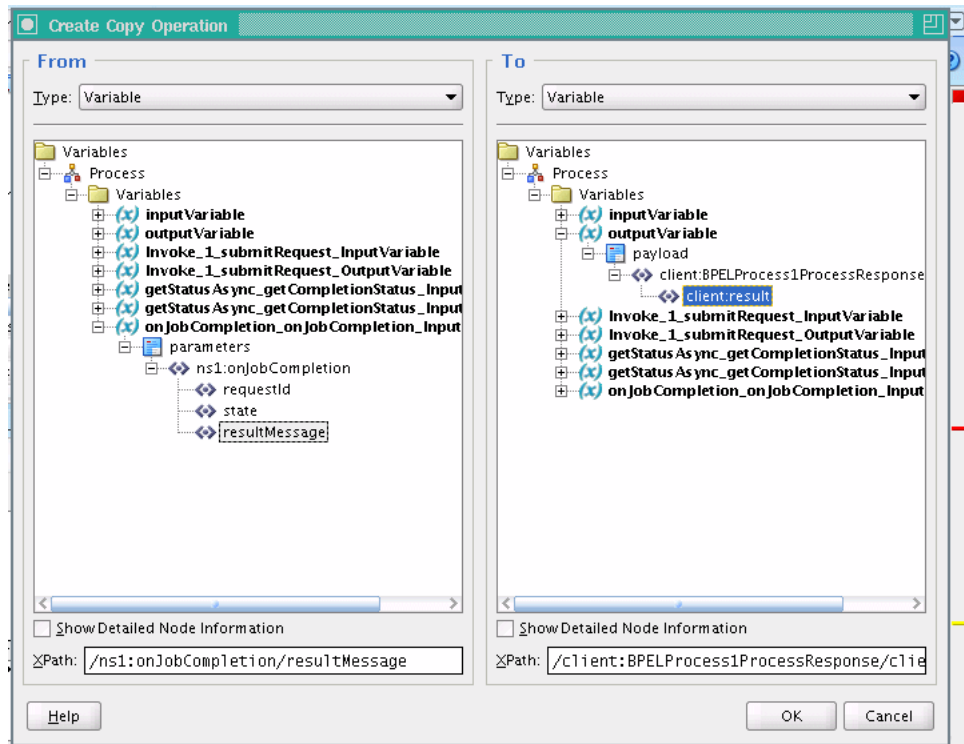 Create Copy Operation
From
Type: Variable
Variables
Process
Variables
inputVariable
outputVariable
Invoke_1_submitRequest_InputVariable
Invoke_1_submitRequest_OutputVariable
getStatusAsync_getCompletionStatus_Input
getStatusAsync_getCompletionStatus_Input
onJobCompletion_onJobCompletion_Input
parameters
ns1:onJobCompletion
requestId
state
resultMessage
Show Detailed Node Information
XPath: /ns1:onJobCompletion/resultMessage
To
Type: Variable
Variables
Process
Variables
inputVariable
outputVariable
payload
client:BPELProcess1ProcessResponse
client:result
Invoke_1_submitRequest_InputVariable
Invoke_1_submitRequest_OutputVariable
getStatusAsync_getCompletionStatus_Input
getStatusAsync_getCompletionStatus_Input
onJobCompletion_onJobCompletion_Input
Show Detailed Node Information
XPath: /client:BPELProcess1ProcessResponse/clie
Help
OK
Cancel